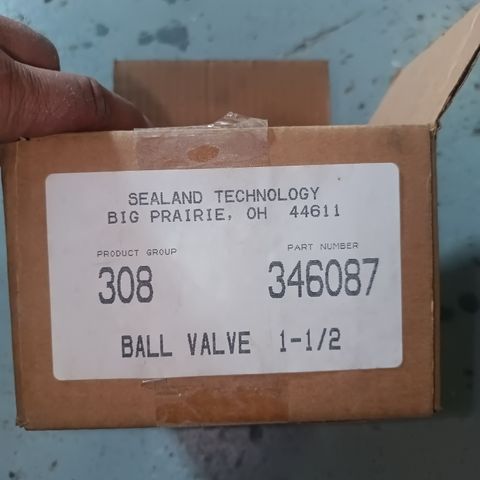 SEALAND TECHNOLOGY
BIG PRAIRIE, OH 44611
PRODUCT GROUP PART NUMBER
308 346087
BALL VALVE 1-1/2